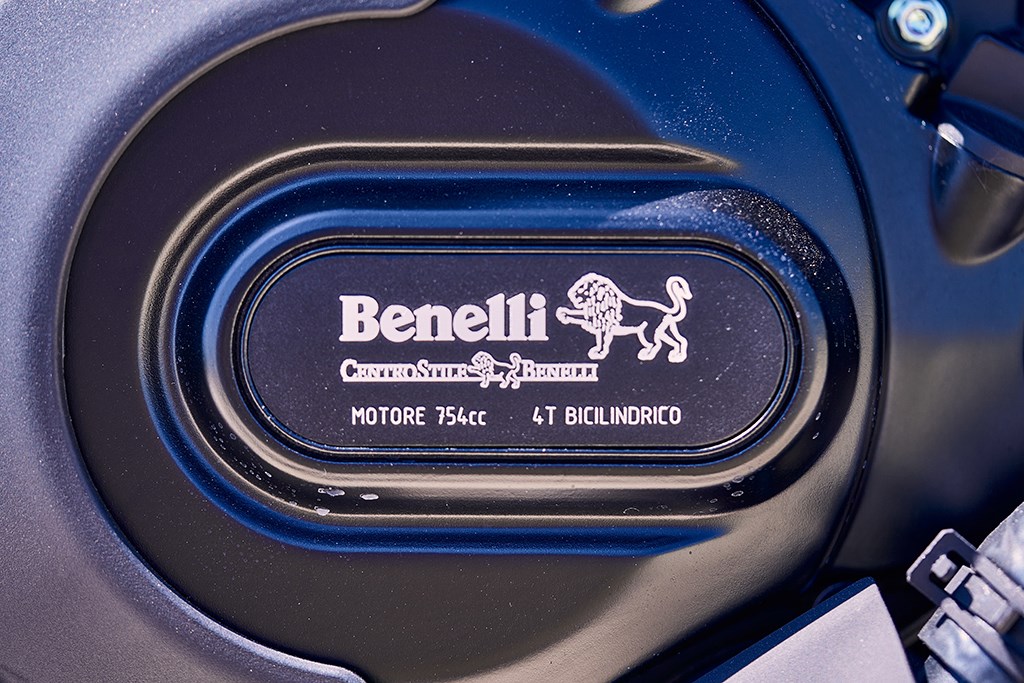 Benelli
CENTROSTILE BENELLI
MOTORE 754cc 4T BICILINDRICO